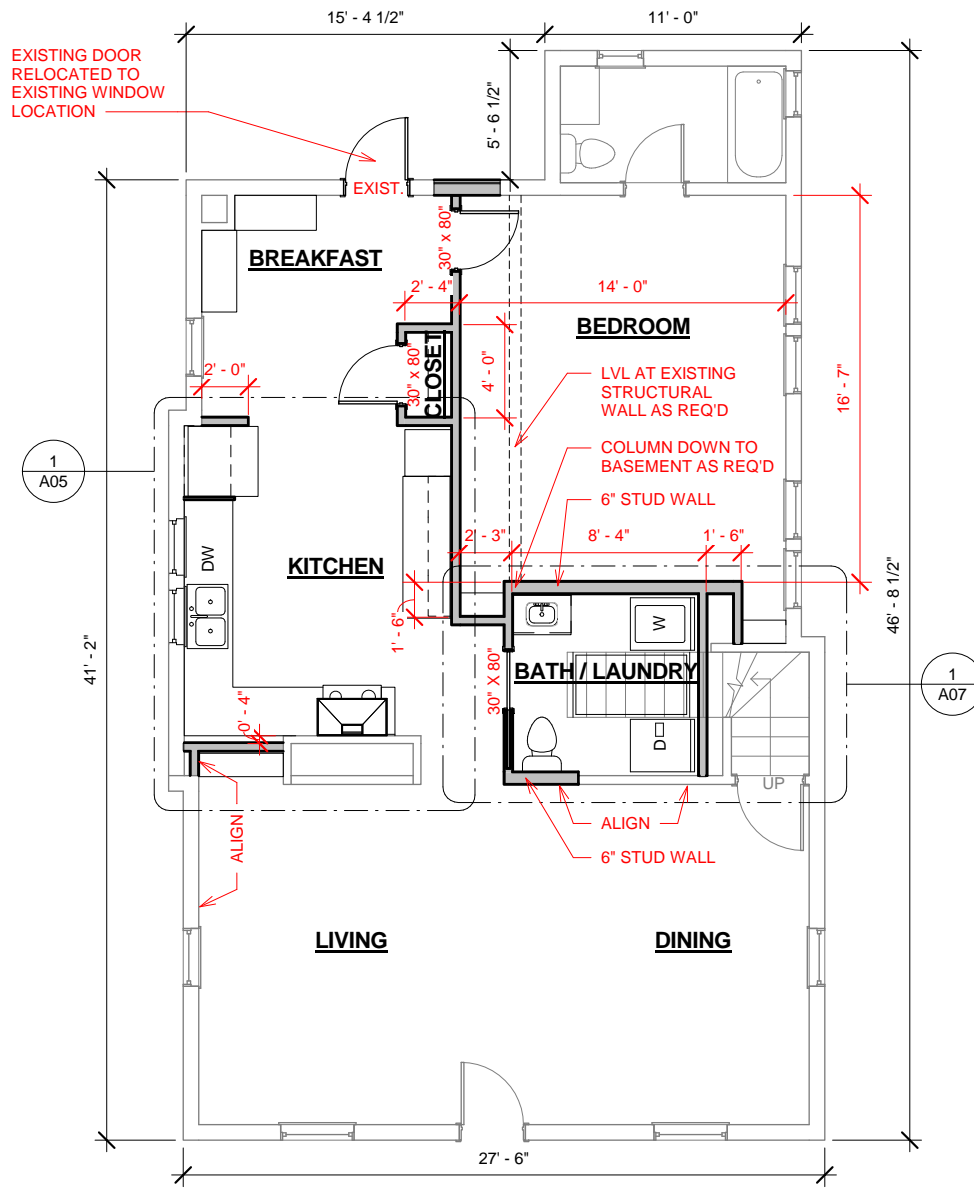 15' - 4 1/2"
11' - 0"
EXISTING DOOR
RELOCATED TO
EXISTING WINDOW
LOCATION
5' - 6 1/2"
EXIST.
BREAKFAST
30" x 80"
2' - 4"
14' - 0"
BEDROOM
CLOSET
30" x 80"
4' - 0"
2' - 0"
LVL AT EXISTING
STRUCTURAL
WALL AS REQ'D
16' - 7"
1
A05
COLUMN DOWN TO
BASEMENT AS REQ'D
6" STUD WALL
2' - 3"
8' - 4"
1' - 6"
DW
KITCHEN
1' - 6"
W
41' - 2"
46' - 8 1/2"
30" X 80"
BATH / LAUNDRY
1
A07
0' - 4"
D
UP
ALIGN
ALIGN
6" STUD WALL
LIVING
DINING
27' - 6"